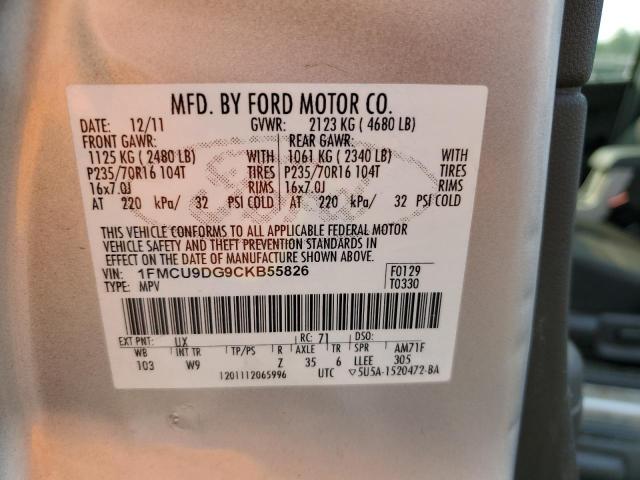 MFD. BY FORD MOTOR CO.
DATE: 12/11 GVWR: 2123 KG ( 4680 LB)
FRONT GAWR: REAR GAWR:
1125 KG ( 2480 LB) WITH 1061 KG ( 2340 LB) WITH
P235/70R16 104T TIRES P235/70R16 104T TIRES
16x7.0J RIMS 16x7.0J RIMS
AT 220 kPa/ 32 PSI COLD AT 220 kPa/ 32 PSI COLD
THIS VEHICLE CONFORMS TO ALL APPLICABLE FEDERAL MOTOR
VEHICLE SAFETY AND THEFT PREVENTION STANDARDS IN
EFFECT ON THE DATE OF MANUFACTURE SHOWN ABOVE.
VIN: 1FMCU9DG9CKB55826 F0129
TYPE: MPV T0330
EXT PNT: UX RC: 71 DSO:
WB INT TR TP/PS R AXLE TR SPR AM71F
103 W9 Z 35 6 LLEE 305
1201112065996 UTC 5U5A-1520472-BA